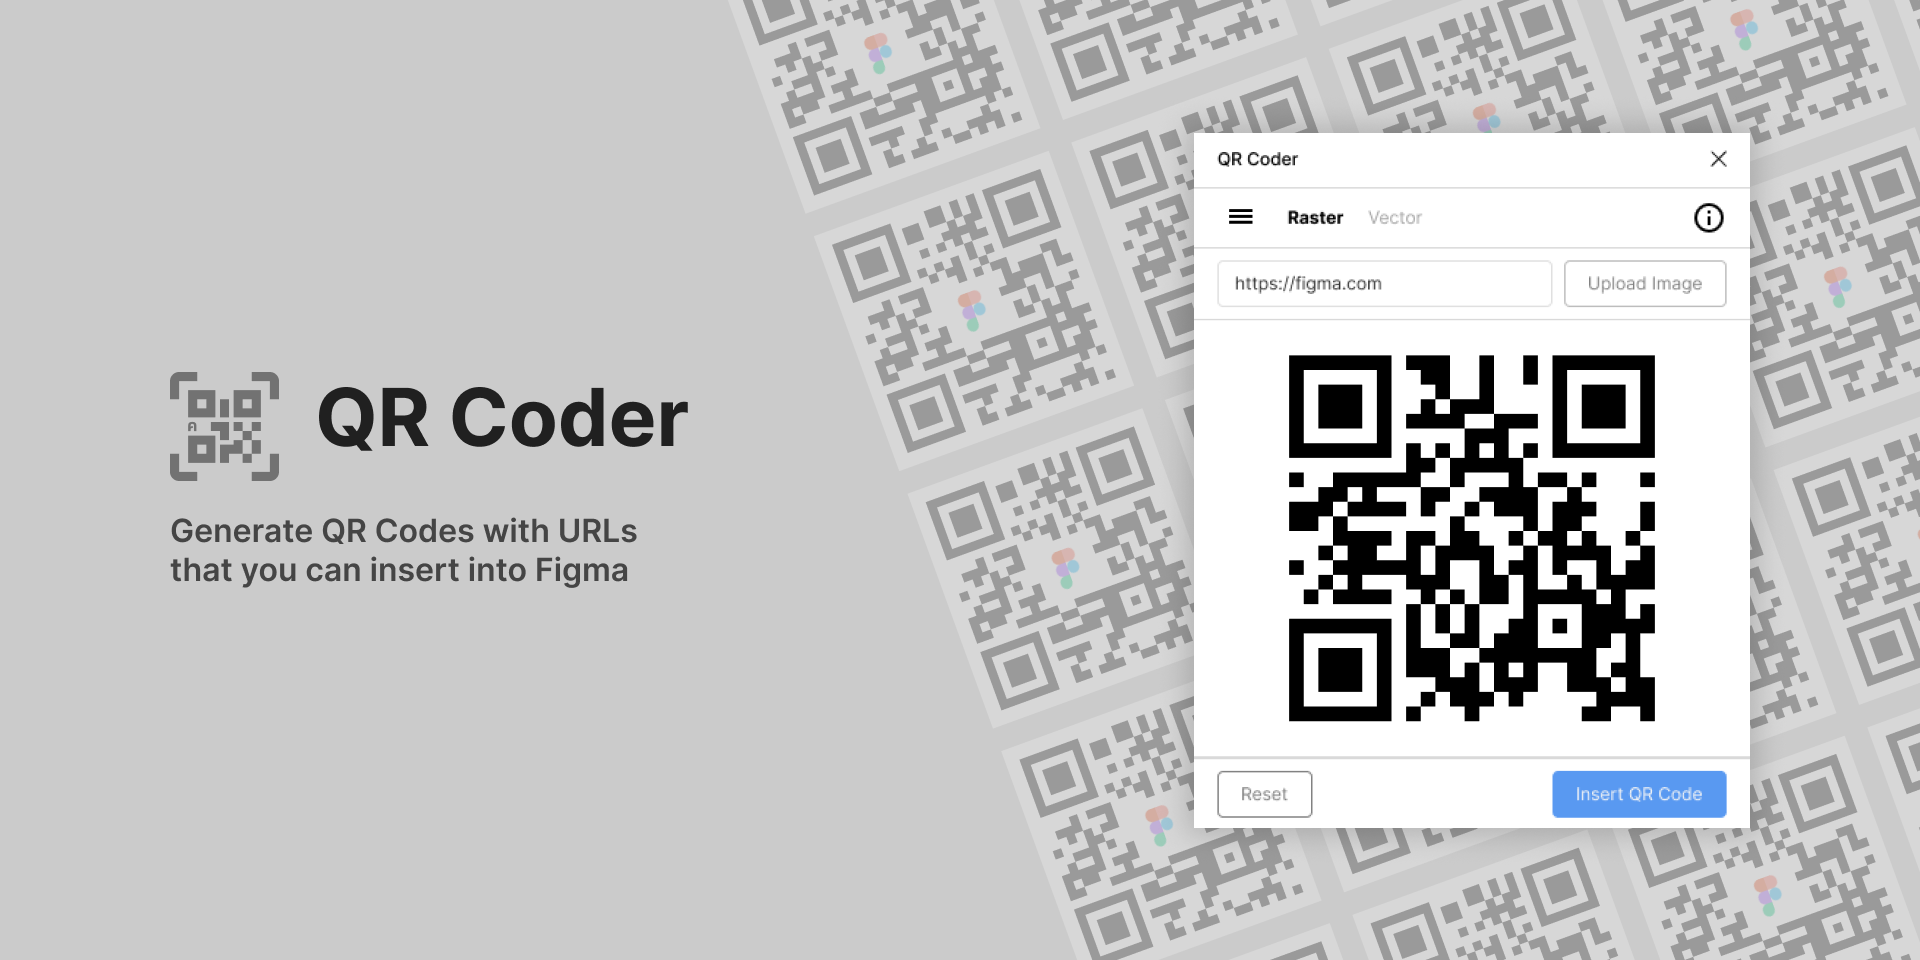 QR Coder
Generate QR Codes with URLs
that you can insert into Figma
QR Coder
Raster Vector
https://figma.com Upload Image
Reset Insert QR Code